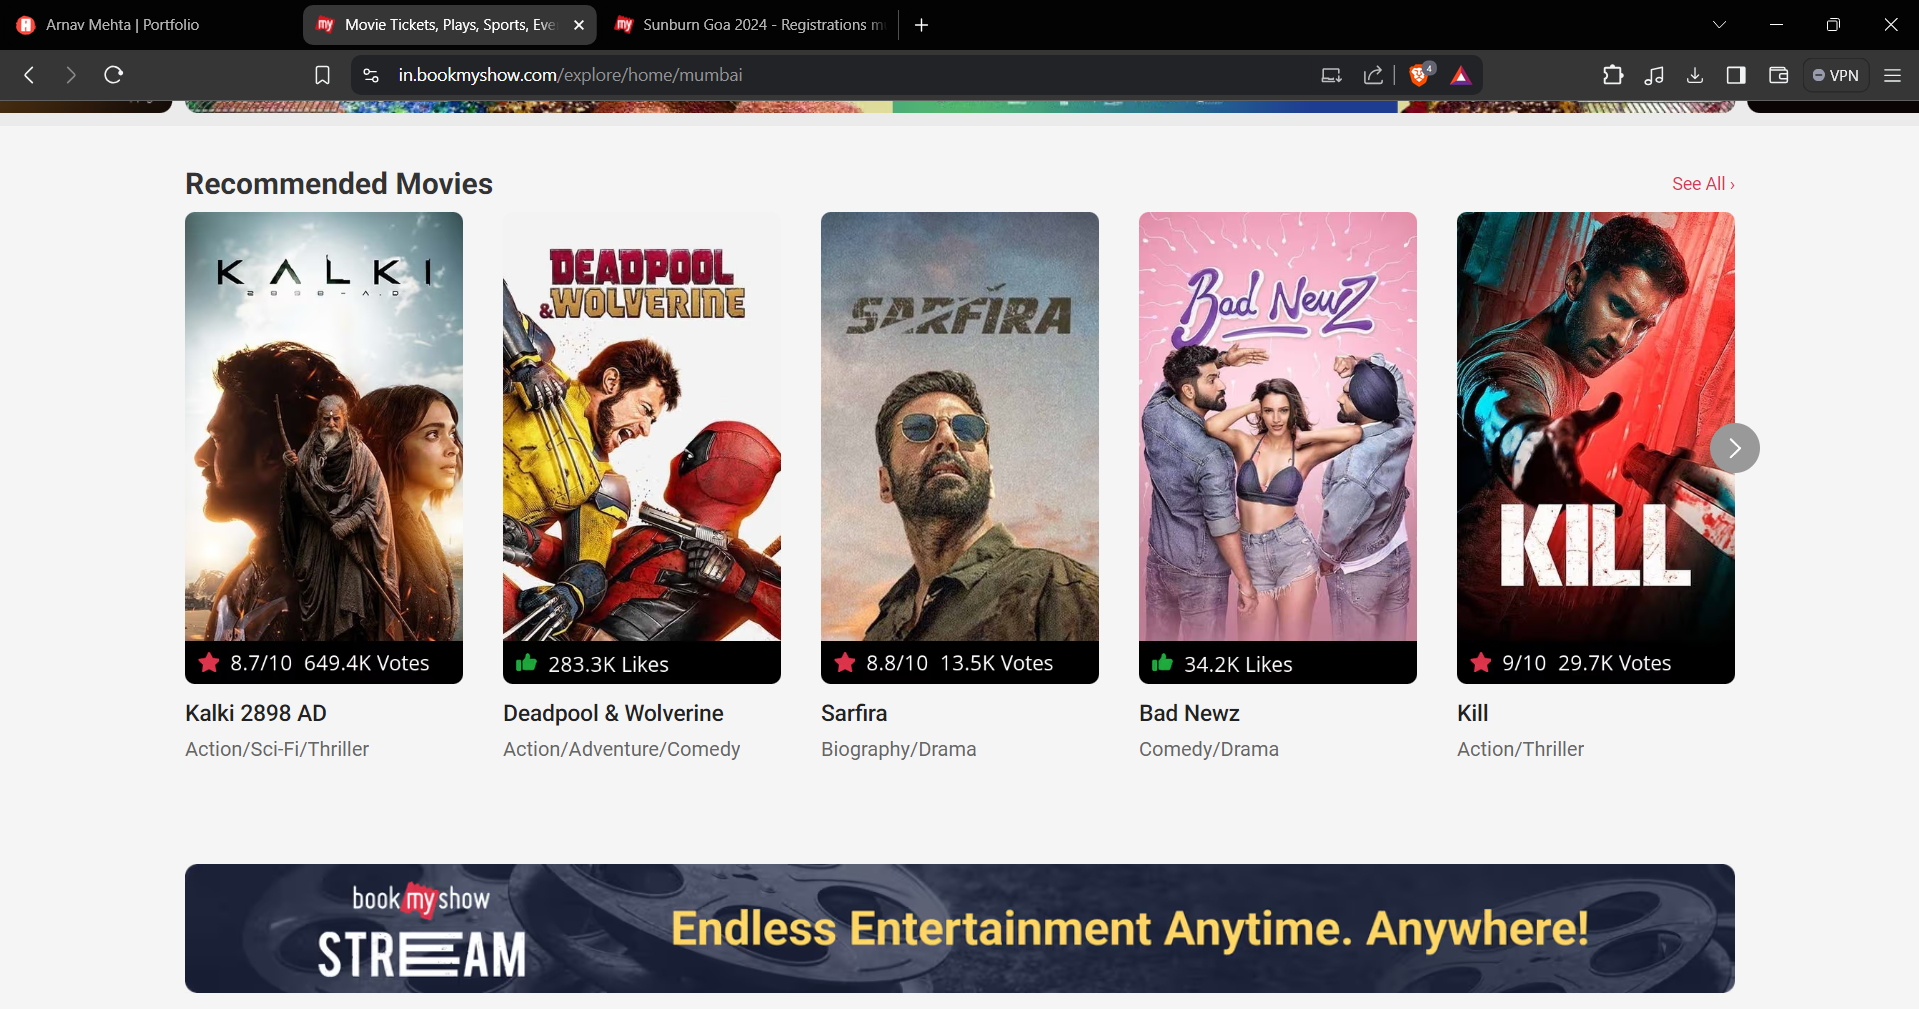 Arnav Mehta | Portfolio
Movie Tickets, Plays, Sports, Eve
Sunburn Goa 2024 - Registrations m
in.bookmyshow.com/explore/home/mumbai
4
VPN
Recommended Movies
See All ›
KALKI
2898-A.D
DEADPOOL
&WOLVERINE
SARFIRA
Bad NewZ
KILL
8.7/10 649.4K Votes
283.3K Likes
8.8/10 13.5K Votes
34.2K Likes
9/10 29.7K Votes
Kalki 2898 AD
Deadpool & Wolverine
Sarfira
Bad Newz
Kill
Action/Sci-Fi/Thriller
Action/Adventure/Comedy
Biography/Drama
Comedy/Drama
Action/Thriller
book my show
STREAM
Endless Entertainment Anytime. Anywhere!